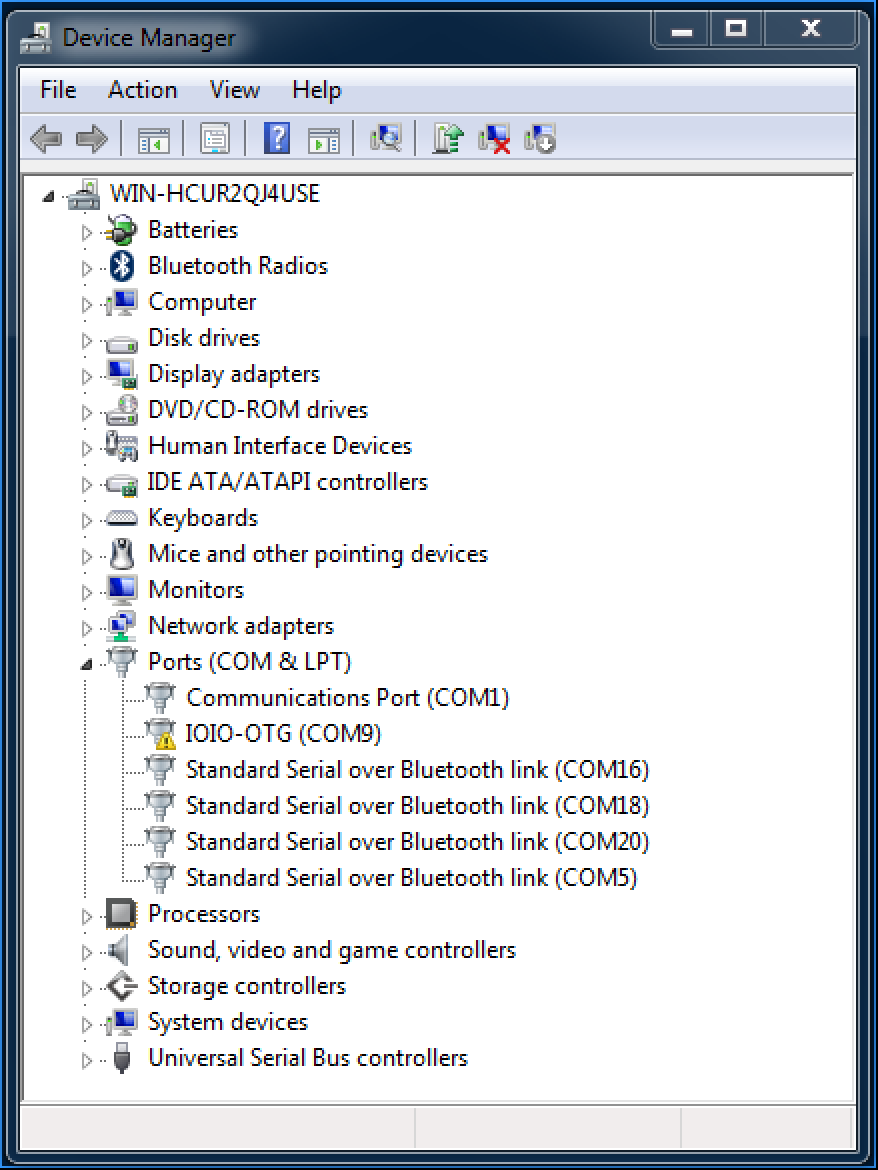 Device Manager
File Action View Help
WIN-HCUR2QJ4USE
Batteries
Bluetooth Radios
Computer
Disk drives
Display adapters
DVD/CD-ROM drives
Human Interface Devices
IDE ATA/ATAPI controllers
Keyboards
Mice and other pointing devices
Monitors
Network adapters
Ports (COM & LPT)
Communications Port (COM1)
IOIO-OTG (COM9)
Standard Serial over Bluetooth link (COM16)
Standard Serial over Bluetooth link (COM18)
Standard Serial over Bluetooth link (COM20)
Standard Serial over Bluetooth link (COM5)
Processors
Sound, video and game controllers
Storage controllers
System devices
Universal Serial Bus controllers